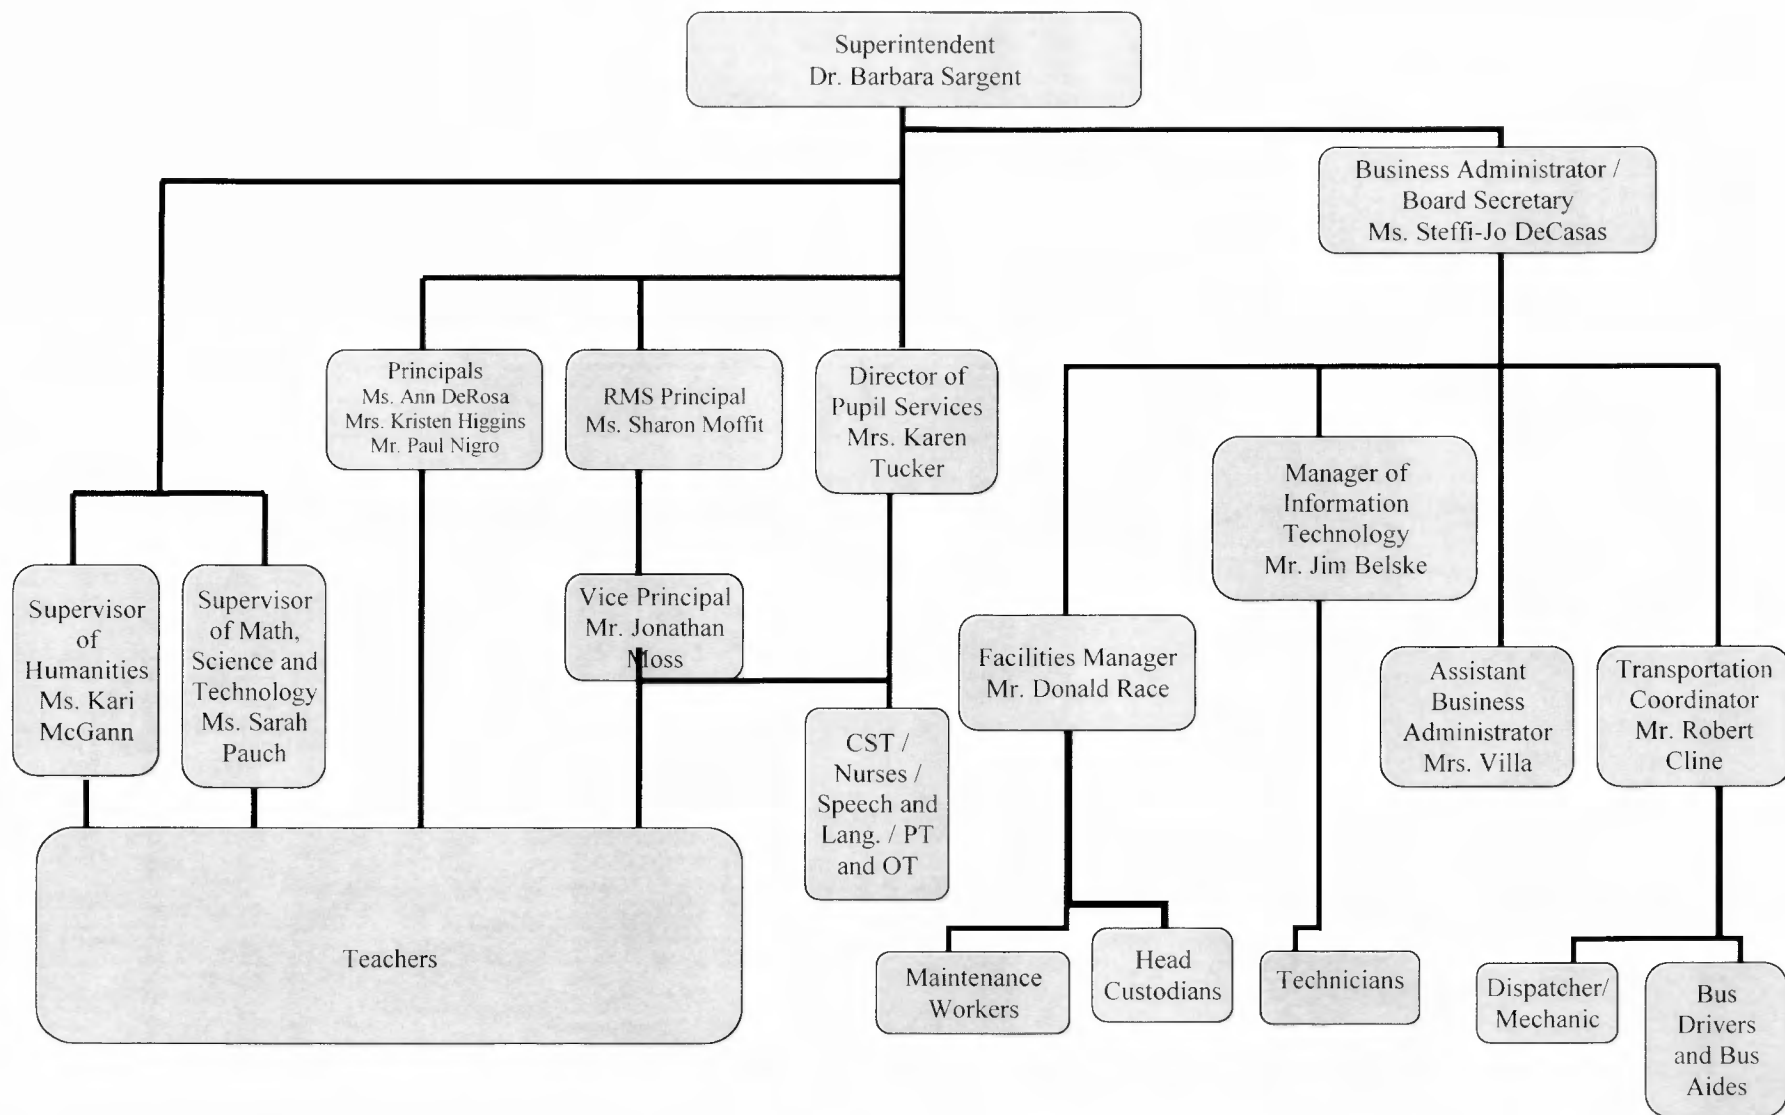 Superintendent
Dr. Barbara Sargent
Business Administrator /
Board Secretary
Ms. Steffi-Jo DeCasas
Principals
Ms. Ann DeRosa
Mrs. Kristen Higgins
Mr. Paul Nigro
RMS Principal
Ms. Sharon Moffit
Director of
Pupil Services
Mrs. Karen
Tucker
Manager of
Information
Technology
Mr. Jim Belske
Supervisor
of
Humanities
Ms. Kari
McGann
Supervisor
of Math,
Science and
Technology
Ms. Sarah
Pauch
Vice Principal
Mr. Jonathan
Moss
Facilities Manager
Mr. Donald Race
Assistant
Business
Administrator
Mrs. Villa
Transportation
Coordinator
Mr. Robert
Cline
CST /
Nurses /
Speech and
Lang. / PT
and OT
Teachers
Maintenance
Workers
Head
Custodians
Technicians
Dispatcher/
Mechanic
Bus
Drivers
and Bus
Aides